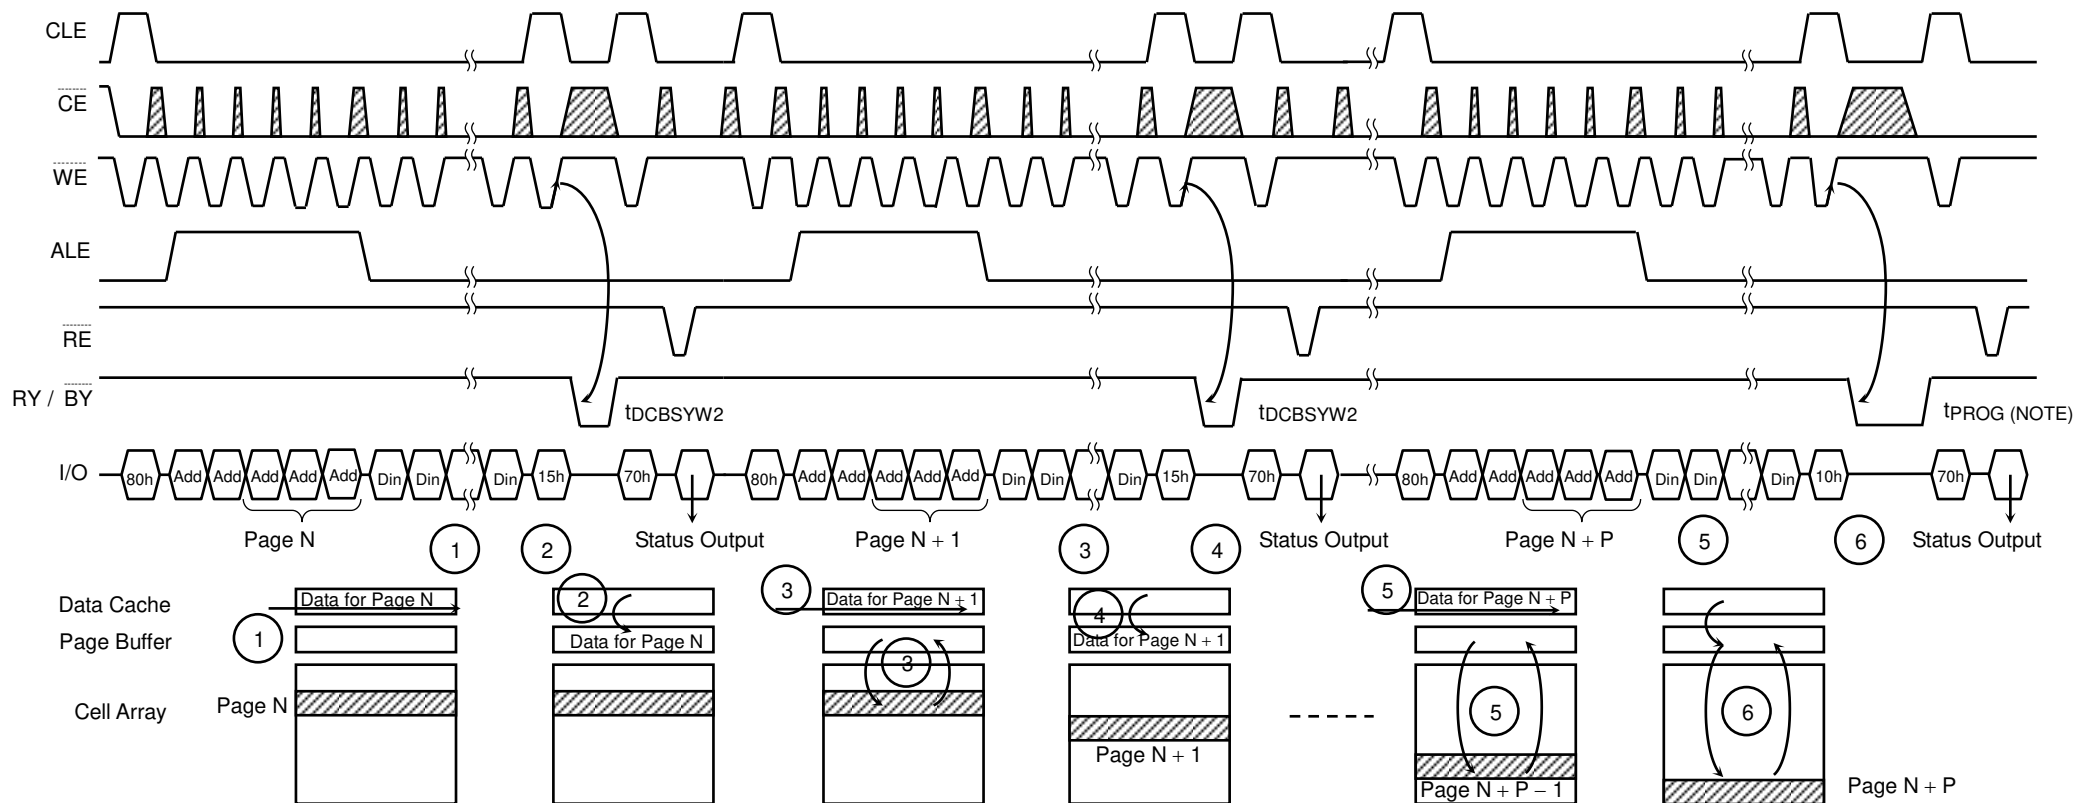 CLE
CE
WE
ALE
RE
RY / BY
tDCBSYW2 tDCBSYW2 tPROG (NOTE)
I/O 80h Add Add Add Add Add Din Din Din 15h 70h 80h Add Add Add Add Add Din Din Din 15h 70h 80h Add Add Add Add Add Din Din Din 10h 70h
Page N Status Output Page N + 1 Status Output Page N + P Status Output
1 2 3 4 5 6
Data Cache Data for Page N 2 3 Data for Page N + 1 4 5 Data for Page N + P
Page Buffer 1 Data for Page N 3 Data for Page N + 1
Cell Array Page N 5 6
Page N + 1
Page N + P − 1 Page N + P